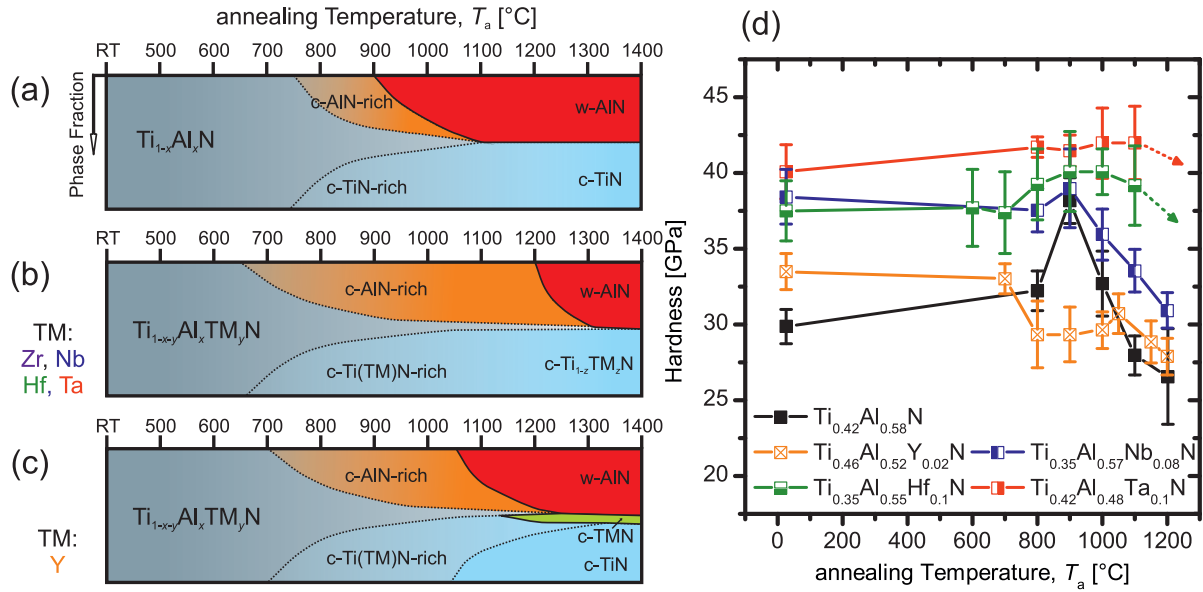 annealing Temperature, Tₐ [°C]
RT 500 600 700 800 900 1000 1100 1200 1300 1400
(a)
Phase Fraction
Ti₁₋ₓAlₓN
c-AlN-rich
w-AlN
c-TiN-rich
c-TiN
RT 500 600 700 800 900 1000 1100 1200 1300 1400
(b)
c-AlN-rich
w-AlN
Ti₁₋ₓ₋ᵧAlₓTMᵧN
TM:
Zr, Nb
Hf, Ta
c-Ti(TM)N-rich
c-Ti₁₋zTMzN
RT 500 600 700 800 900 1000 1100 1200 1300 1400
(c)
c-AlN-rich
w-AlN
Ti₁₋ₓ₋ᵧAlₓTMᵧN
TM:
Y
c-Ti(TM)N-rich
c-TMN
c-TiN
(d)
Hardness [GPa]
45
40
35
30
25
20
Ti₀.₄₂Al₀.₅₈N
Ti₀.₄₆Al₀.₅₂Y₀.₀₂N Ti₀.₃₅Al₀.₅₇Nb₀.₀₈N
Ti₀.₃₅Al₀.₅₅Hf₀.₁N Ti₀.₄₂Al₀.₄₈Ta₀.₁N
0 200 400 600 800 1000 1200
annealing Temperature, Tₐ [°C]